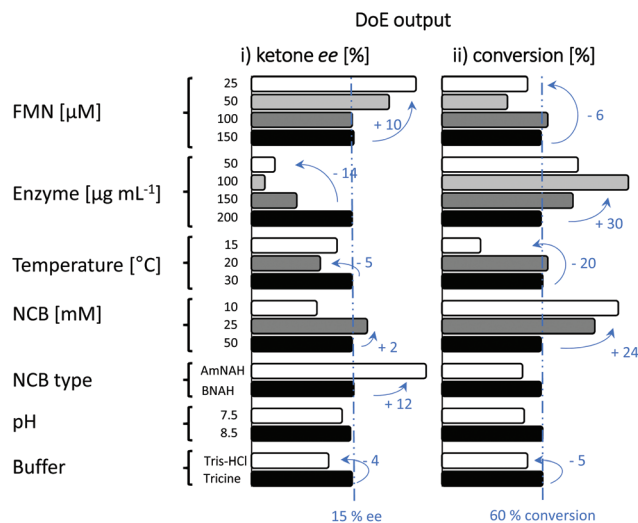 DoE output
i) ketone ee [%] ii) conversion [%]
FMN [µM]
25
50
100
150
+ 10
- 6
Enzyme [µg mL-1]
50
100
150
200
- 14
+ 30
Temperature [°C]
15
20
30
- 5
- 20
NCB [mM]
10
25
50
+ 2
+ 24
NCB type
AmNAH
BNAH
+ 12
pH
7.5
8.5
Buffer
Tris-HCl
Tricine
- 4
- 5
15 % ee
60 % conversion